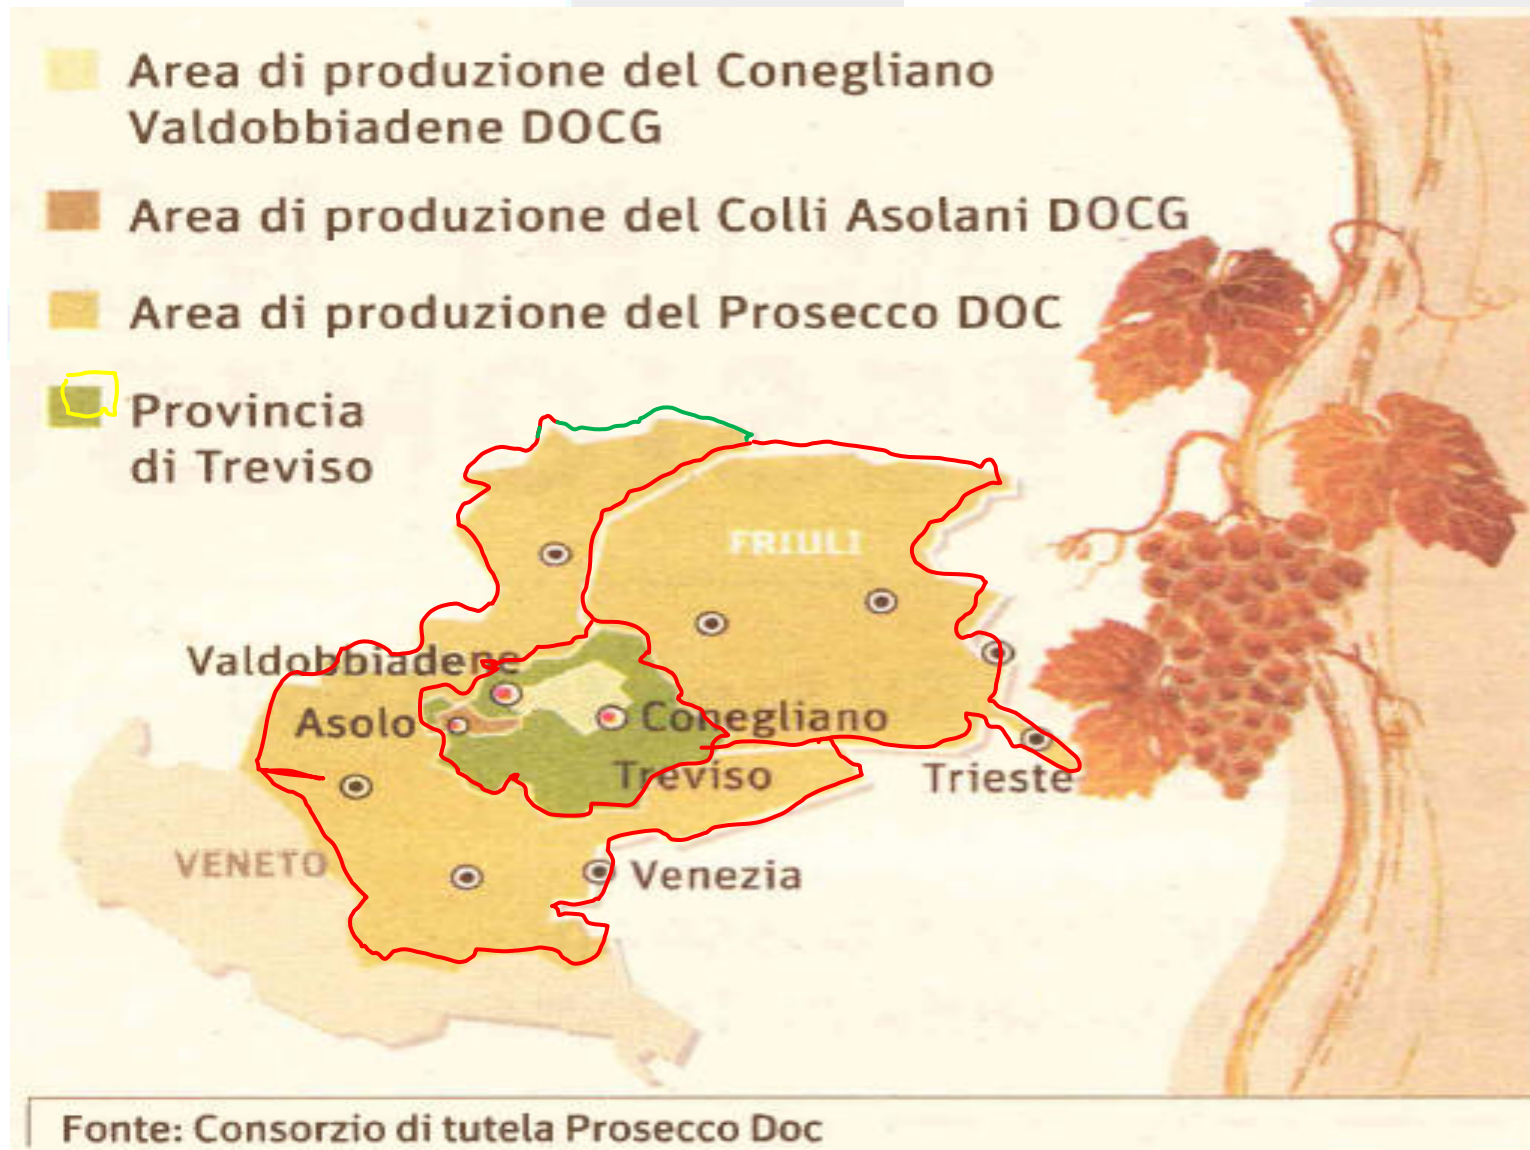 Area di produzione del Conegliano
Valdobbiadene DOCG
Area di produzione del Colli Asolani DOCG
Area di produzione del Prosecco DOC
Provincia
di Treviso
FRIULI
Valdobbiadene
Asolo
Conegliano
Treviso
Trieste
VENETO
Venezia
Fonte: Consorzio di tutela Prosecco Doc